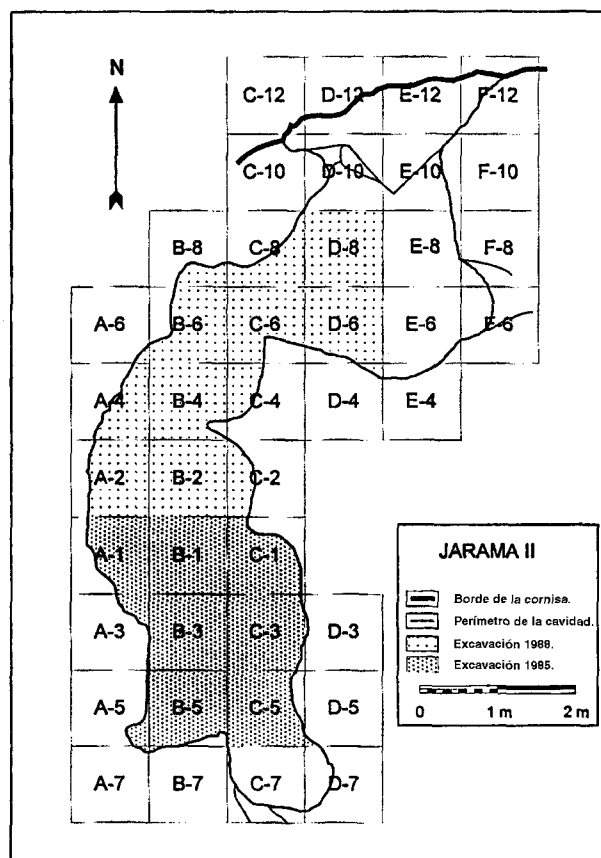 N
C-12 D-12 E-12 F-12
C-10 D-10 E-10 F-10
B-8 C-8 D-8 E-8 F-8
A-6 B-6 C-6 D-6 E-6 F-6
A-4 B-4 C-4 D-4 E-4
A-2 B-2 C-2
A-1 B-1 C-1
A-3 B-3 C-3 D-3
A-5 B-5 C-5 D-5
A-7 B-7 C-7 D-7
JARAMA II
Borde de la cornisa.
Perímetro de la cavidad.
Excavación 1988.
Excavación 1985.
0 1 m 2 m